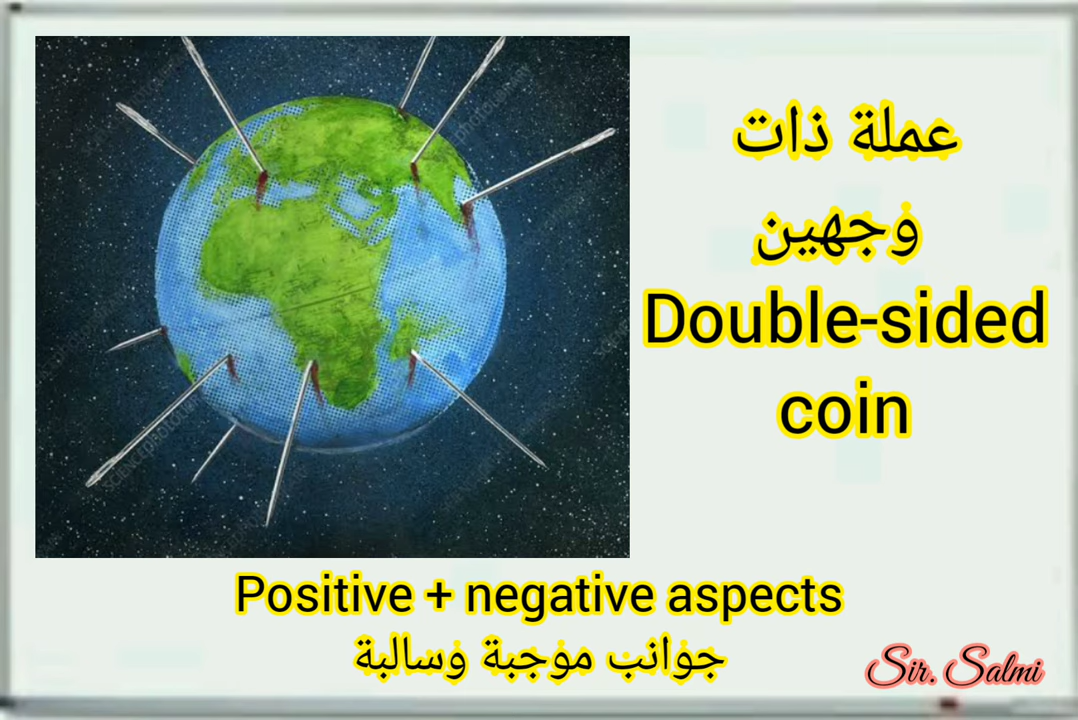 عملة ذات
وجهين
Double-sided
coin
Positive + negative aspects
جوانب موجبة وسالبة
Sir. Salmi